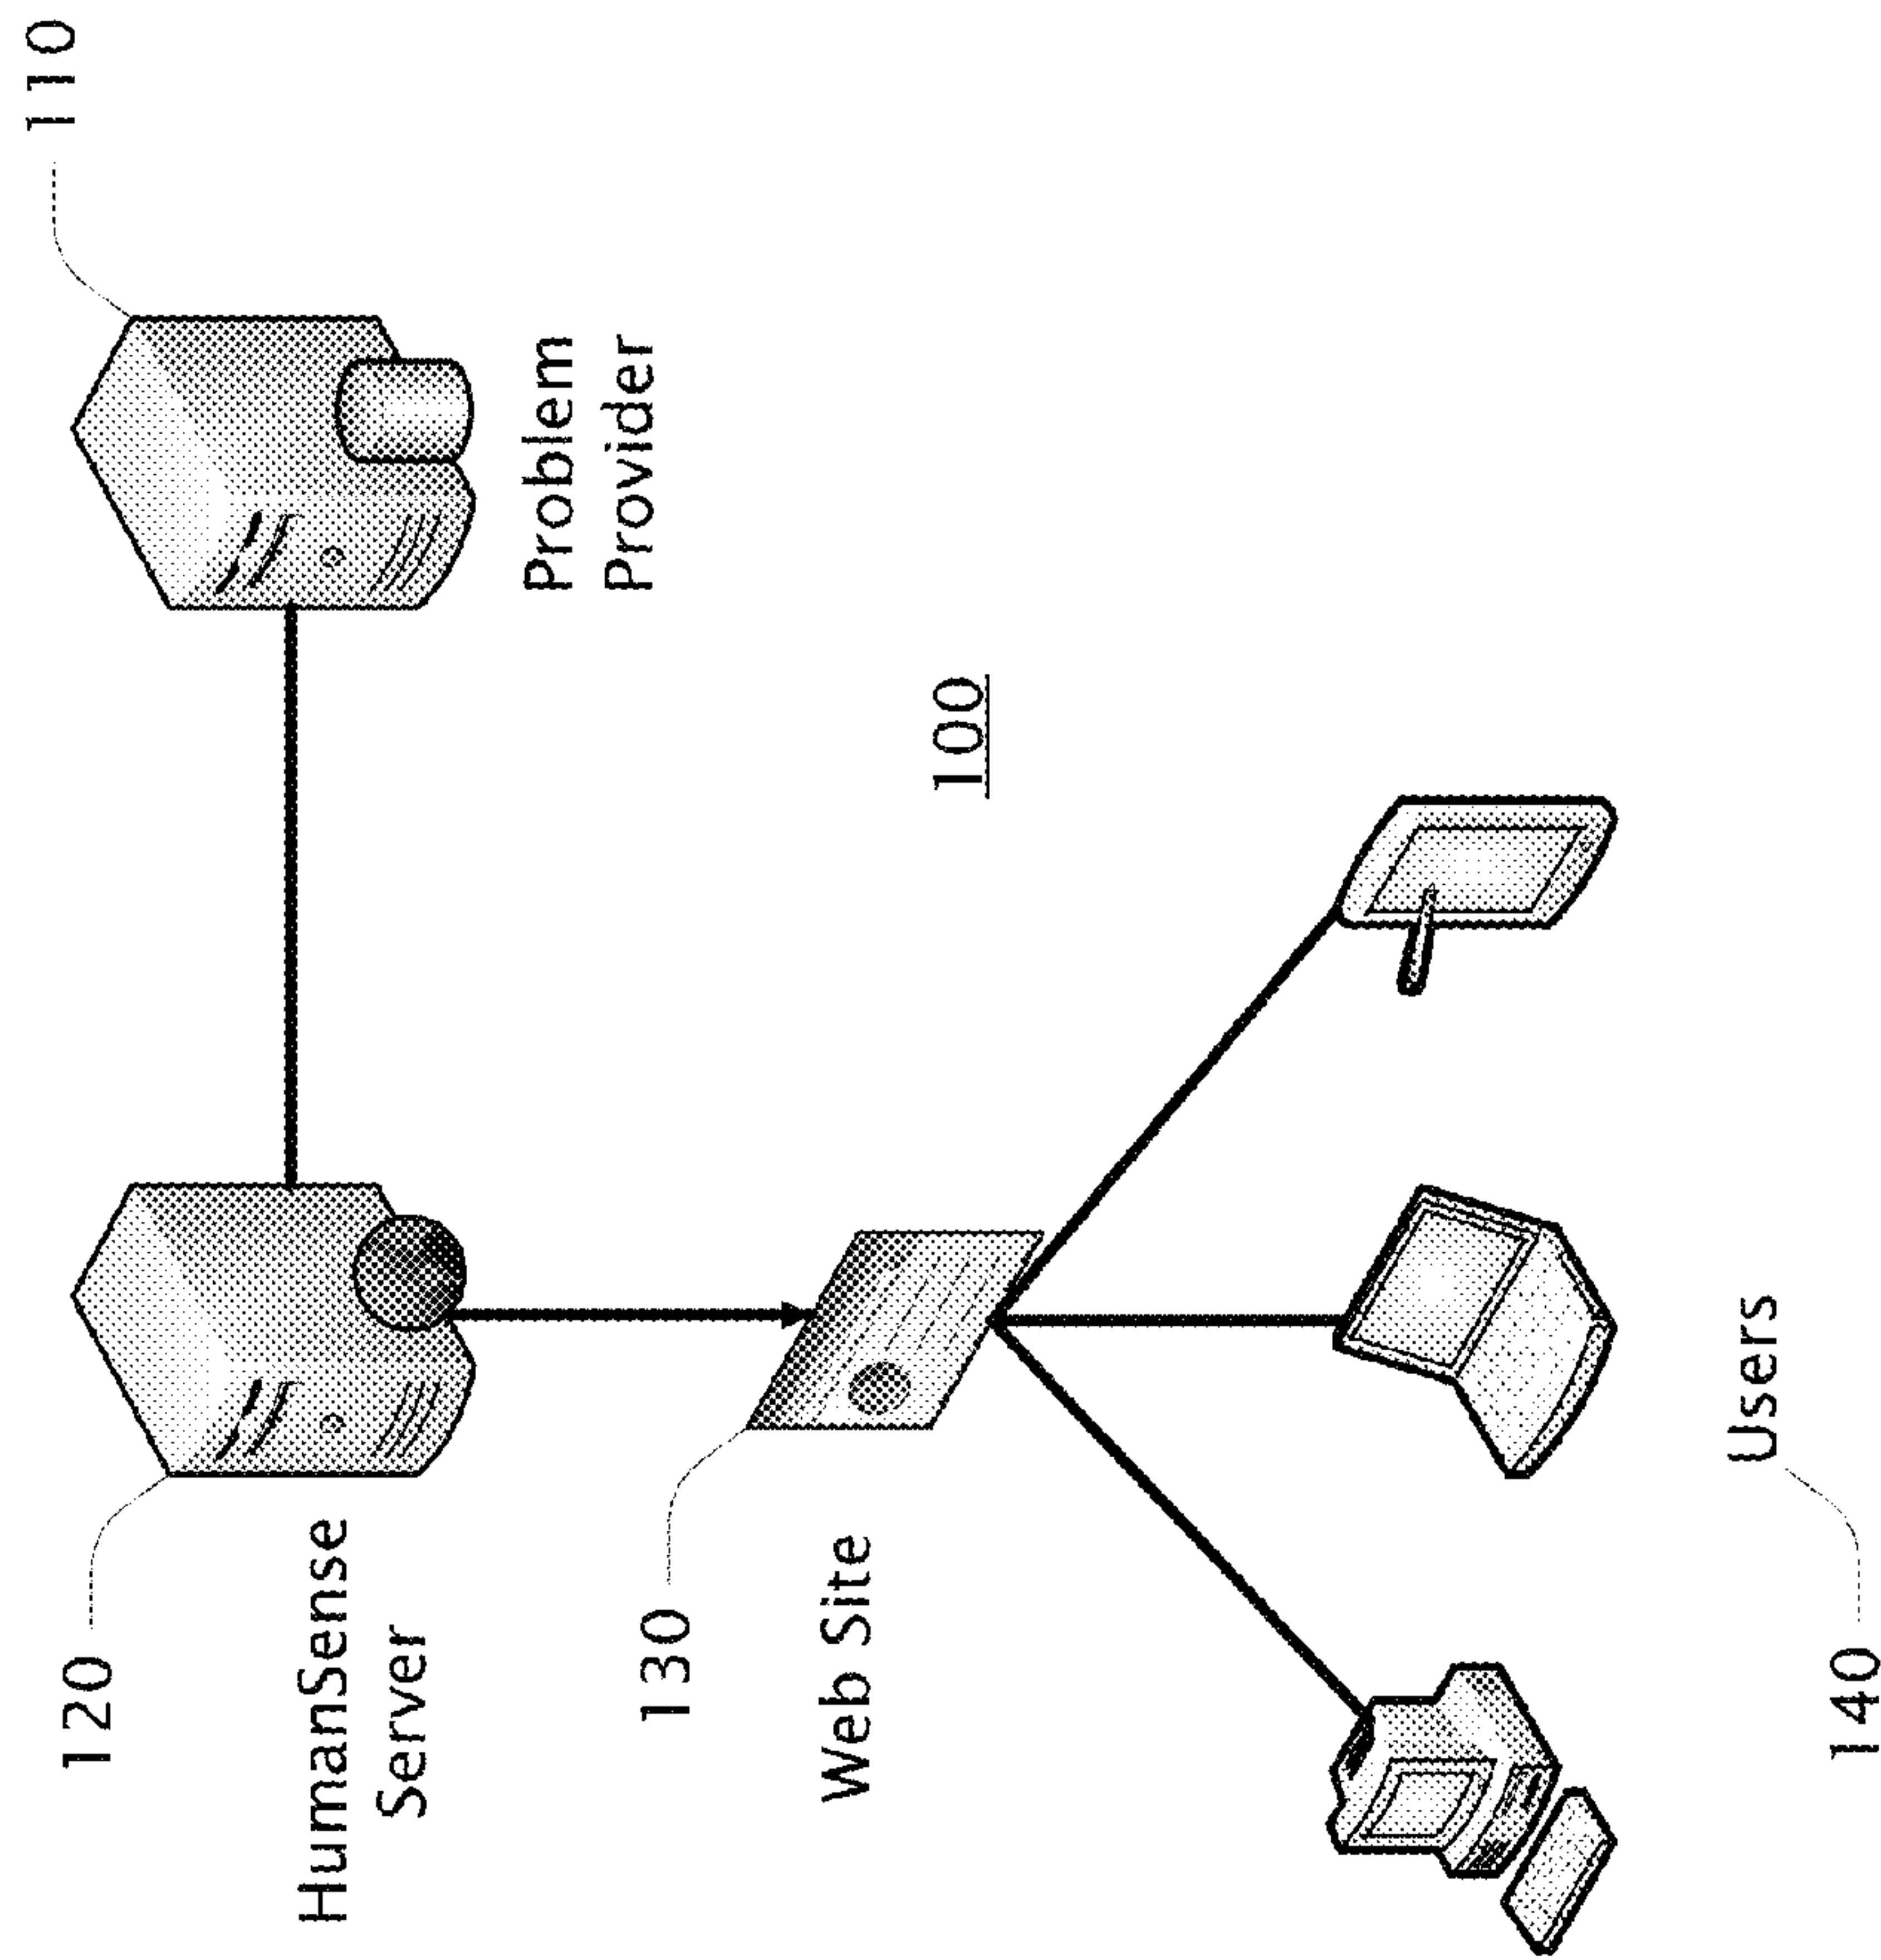 110
120
HumanSense
Server
Problem
Provider
100
130
Web Site
Users
140